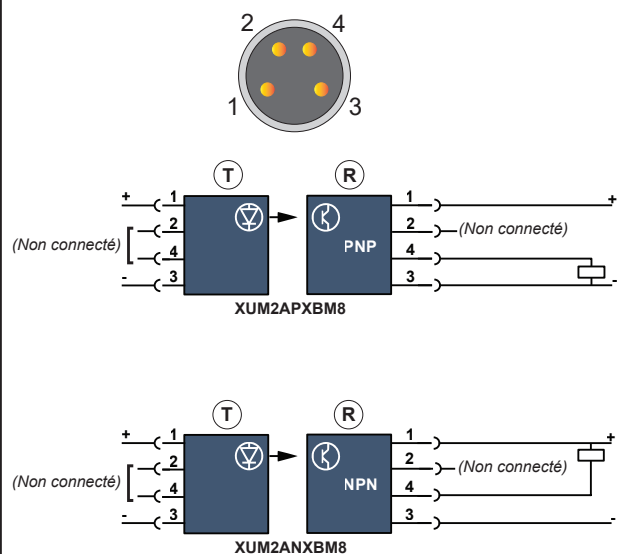 2 4
1 3
T R
+ 1 1 +
2 2 (Non connecté)
(Non connecté) PNP
4 4
- 3 3 -
XUM2APXBM8
T R
+ 1 1 +
2 2 (Non connecté)
(Non connecté) NPN
4 4
- 3 3 -
XUM2ANXBM8